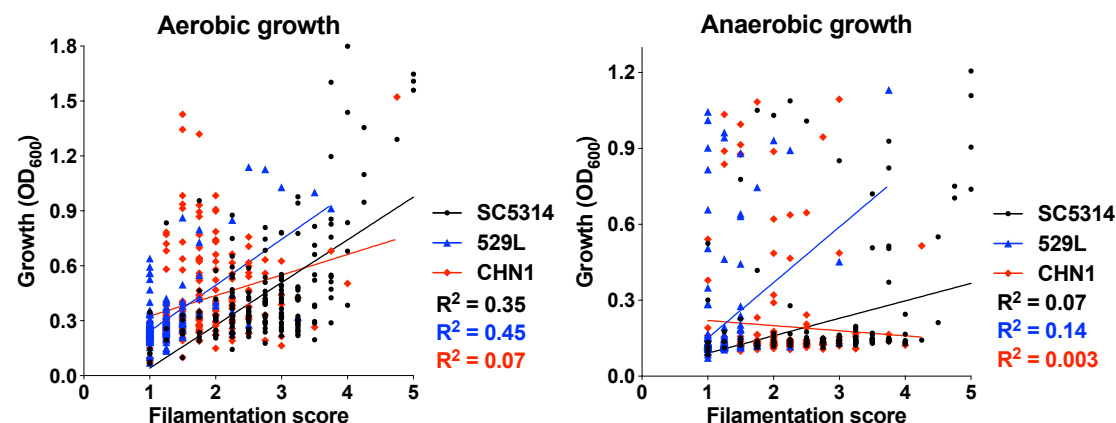 Aerobic growth
Growth (OD600)
1.8
1.5
1.2
0.9
0.6
0.3
0.0
0
1
2
3
4
5
Filamentation score
SC5314
529L
CHN1
R² = 0.35
R² = 0.45
R² = 0.07
Anaerobic growth
Growth (OD600)
1.2
0.9
0.6
0.3
0.0
0
1
2
3
4
5
Filamentation score
SC5314
529L
CHN1
R² = 0.07
R² = 0.14
R² = 0.003